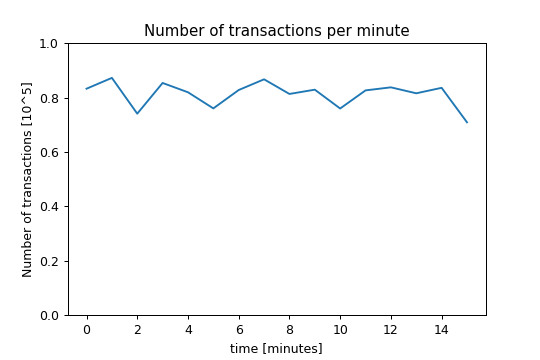 Number of transactions per minute
Number of transactions [10^5]
1.0
0.8
0.6
0.4
0.2
0.0
0 2 4 6 8 10 12 14
time [minutes]